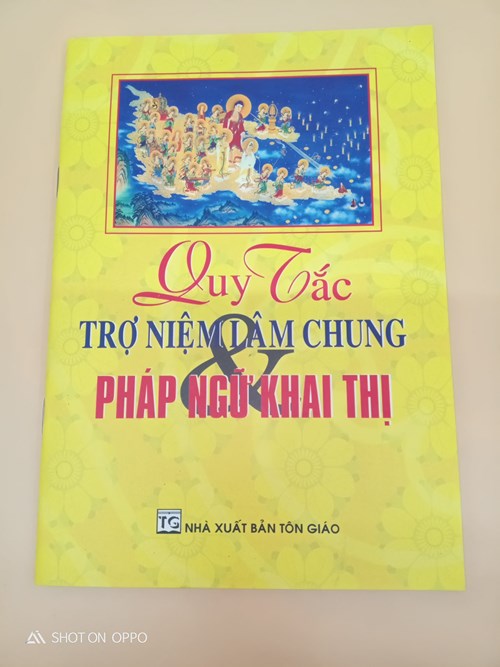 Quy Tắc
TRỢ NIỆM LÂM CHUNG
&
PHÁP NGỮ KHAI THỊ
TG NHÀ XUẤT BẢN TÔN GIÁO
SHOT ON OPPO